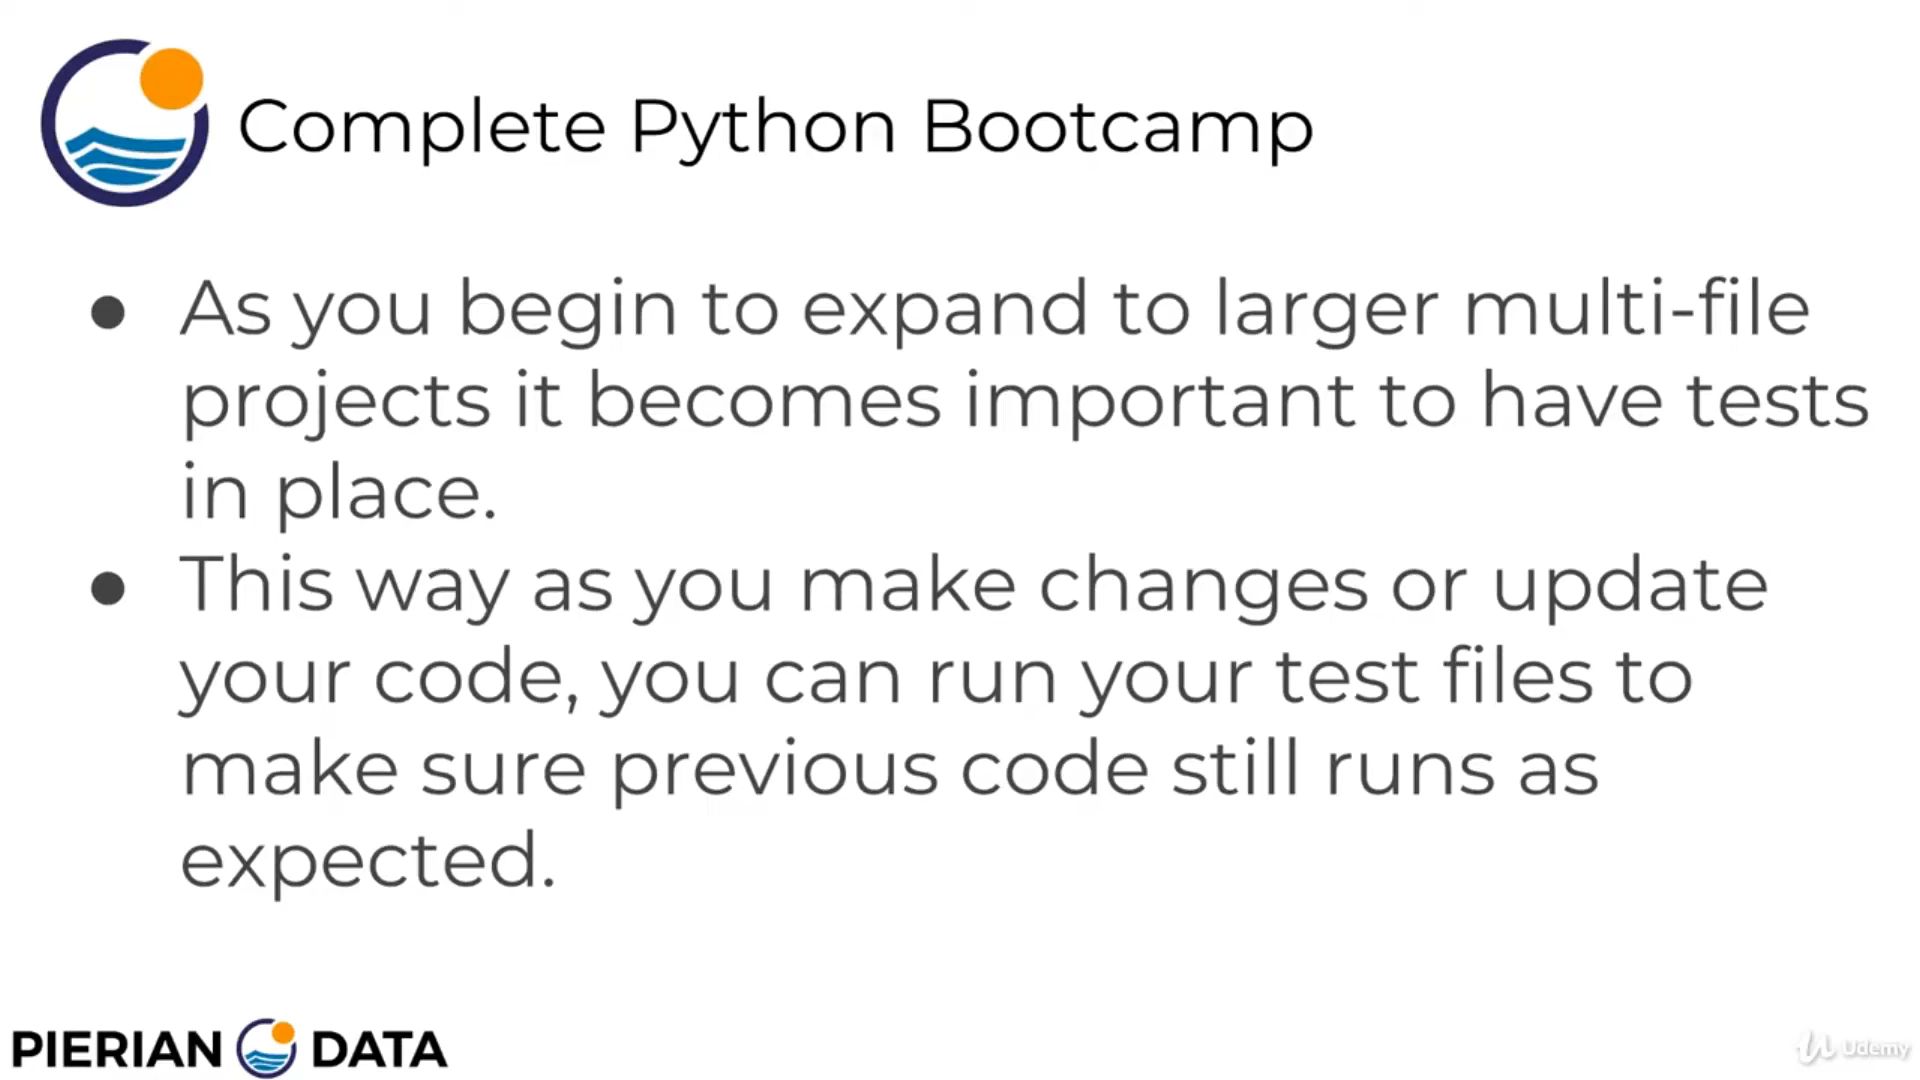 Complete Python Bootcamp
● As you begin to expand to larger multi-file
projects it becomes important to have tests
in place.
● This way as you make changes or update
your code, you can run your test files to
make sure previous code still runs as
expected.
PIERIAN DATA
Udemy